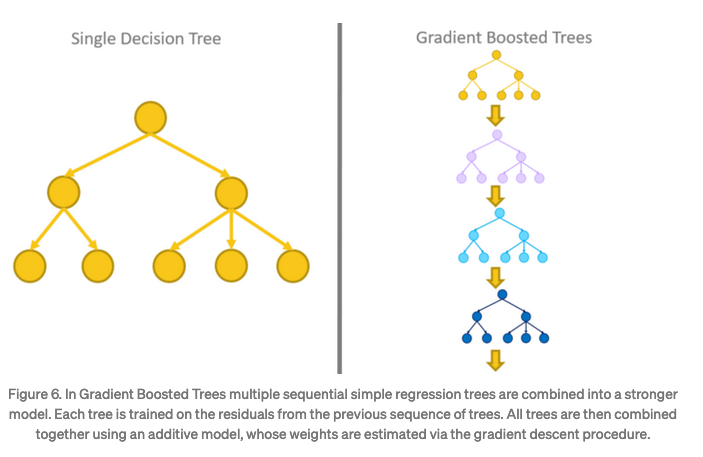 Single Decision Tree
Gradient Boosted Trees
Figure 6. In Gradient Boosted Trees multiple sequential simple regression trees are combined into a stronger
model. Each tree is trained on the residuals from the previous sequence of trees. All trees are then combined
together using an additive model, whose weights are estimated via the gradient descent procedure.